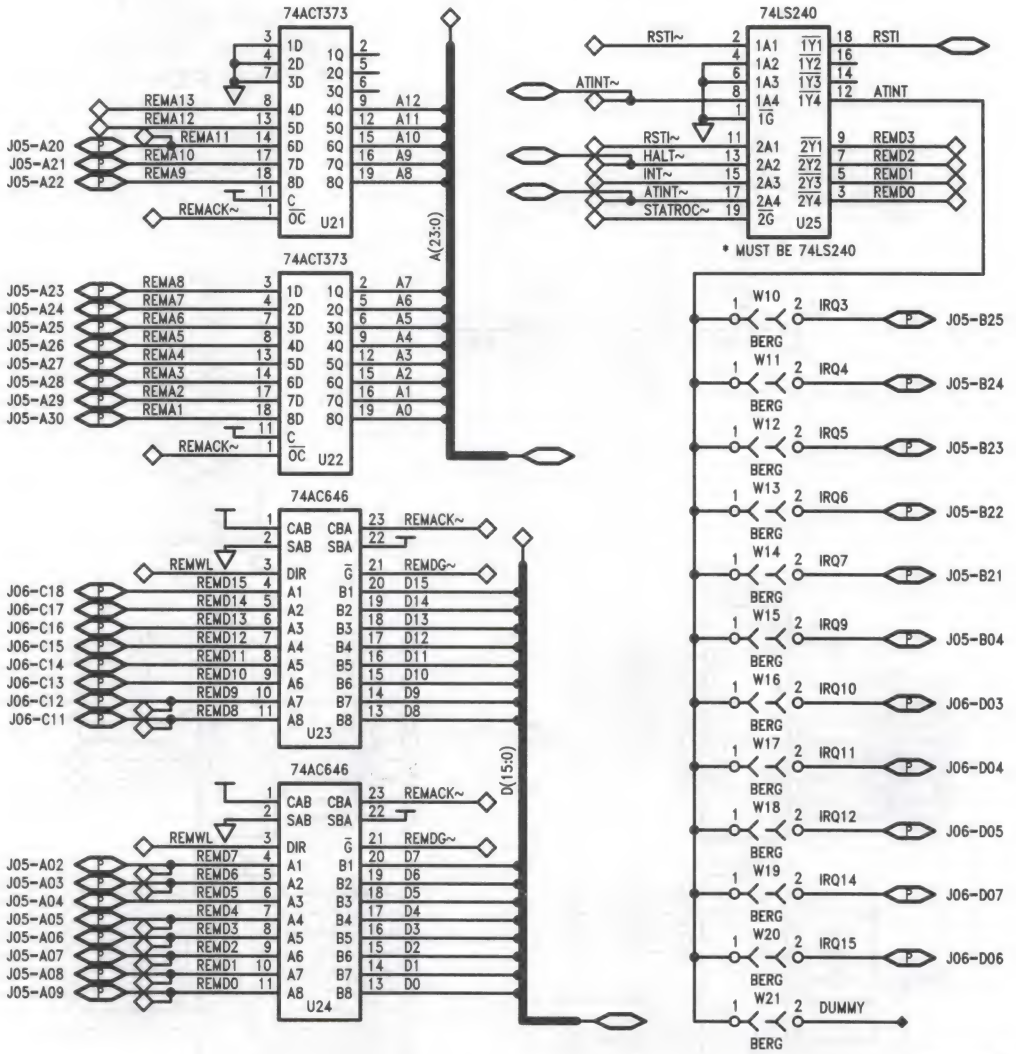 74ACT373
3 1D 1Q 2
4 2D 2Q 5
7 3D 3Q 6
REMA13 8 4D 4Q 9 A12
REMA12 13 5D 5Q 12 A11
J05-A20 P REMA11 14 6D 6Q 15 A10
J05-A21 P REMA10 17 7D 7Q 16 A9
J05-A22 P REMA9 18 8D 8Q 19 A8
11 C
REMACK~ 1 OC
U21
A(23:0)
74ACT373
J05-A23 P REMA8 3 1D 1Q 2 A7
J05-A24 P REMA7 4 2D 2Q 5 A6
J05-A25 P REMA6 7 3D 3Q 6 A5
J05-A26 P REMA5 8 4D 4Q 9 A4
J05-A27 P REMA4 13 5D 5Q 12 A3
J05-A28 P REMA3 14 6D 6Q 15 A2
J05-A29 P REMA2 17 7D 7Q 16 A1
J05-A30 P REMA1 18 8D 8Q 19 A0
11 C
REMACK~ 1 OC
U22
74AC646
1 CAB CBA 23 REMACK~
2 SAB SBA 22
REMWL 3 DIR G 21 REMDG~
J06-C18 P REMD15 4 A1 B1 20 D15
J06-C17 P REMD14 5 A2 B2 19 D14
J06-C16 P REMD13 6 A3 B3 18 D13
J06-C15 P REMD12 7 A4 B4 17 D12
J06-C14 P REMD11 8 A5 B5 16 D11
J06-C13 P REMD10 9 A6 B6 15 D10
J06-C12 P REMD9 10 A7 B7 14 D9
J06-C11 P REMD8 11 A8 B8 13 D8
U23
D(15:0)
74AC646
1 CAB CBA 23 REMACK~
2 SAB SBA 22
REMWL 3 DIR G 21 REMDG~
J05-A02 P REMD7 4 A1 B1 20 D7
J05-A03 P REMD6 5 A2 B2 19 D6
J05-A04 P REMD5 6 A3 B3 18 D5
J05-A05 P REMD4 7 A4 B4 17 D4
J05-A06 P REMD3 8 A5 B5 16 D3
J05-A07 P REMD2 9 A6 B6 15 D2
J05-A08 P REMD1 10 A7 B7 14 D1
J05-A09 P REMD0 11 A8 B8 13 D0
U24
74LS240
RSTI~ 2 1A1 1Y1 18 RSTI
4 1A2 1Y2 16
6 1A3 1Y3 14
ATINT~ 8 1A4 1Y4 12 ATINT
1 1G
RSTI~ 11 2A1 2Y1 9 REMD3
HALT~ 13 2A2 2Y2 7 REMD2
INT~ 15 2A3 2Y3 5 REMD1
ATINT~ 17 2A4 2Y4 3 REMD0
STATROC~ 19 2G
U25
* MUST BE 74LS240
W10
1 2 IRQ3 P J05-B25
BERG
W11
1 2 IRQ4 P J05-B24
BERG
W12
1 2 IRQ5 P J05-B23
BERG
W13
1 2 IRQ6 P J05-B22
BERG
W14
1 2 IRQ7 P J05-B21
BERG
W15
1 2 IRQ9 P J05-B04
BERG
W16
1 2 IRQ10 P J06-D03
BERG
W17
1 2 IRQ11 P J06-D04
BERG
W18
1 2 IRQ12 P J06-D05
BERG
W19
1 2 IRQ14 P J06-D07
BERG
W20
1 2 IRQ15 P J06-D06
BERG
W21
1 2 DUMMY
BERG